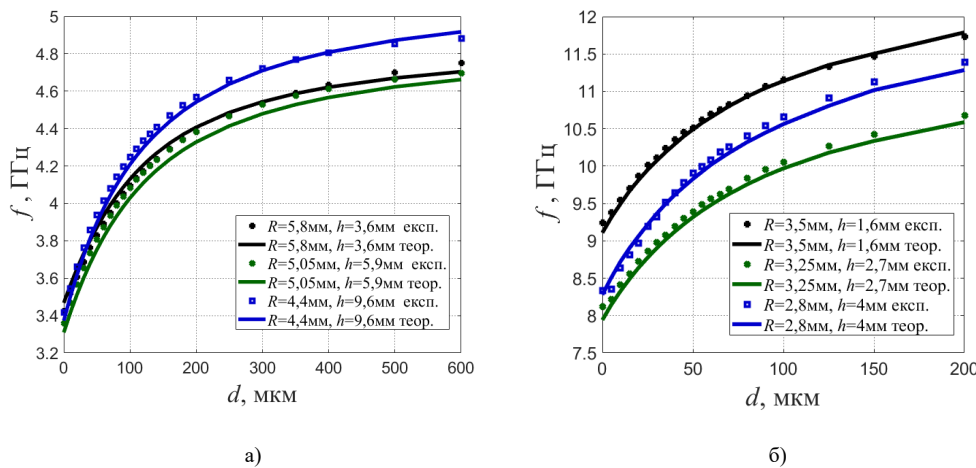 5
4.8
4.6
4.4
4.2
4
3.8
3.6
3.4
3.2
f, ГГц
R=5,8мм, h=3,6мм експ.
R=5,8мм, h=3,6мм теор.
R=5,05мм, h=5,9мм експ.
R=5,05мм, h=5,9мм теор.
R=4,4мм, h=9,6мм експ.
R=4,4мм, h=9,6мм теор.
0 100 200 300 400 500 600
d, мкм
а)
12
11.5
11
10.5
10
9.5
9
8.5
8
7.5
f, ГГц
R=3,5мм, h=1,6мм експ.
R=3,5мм, h=1,6мм теор.
R=3,25мм, h=2,7мм експ.
R=3,25мм, h=2,7мм теор.
R=2,8мм, h=4мм експ.
R=2,8мм, h=4мм теор.
0 50 100 150 200
d, мкм
б)